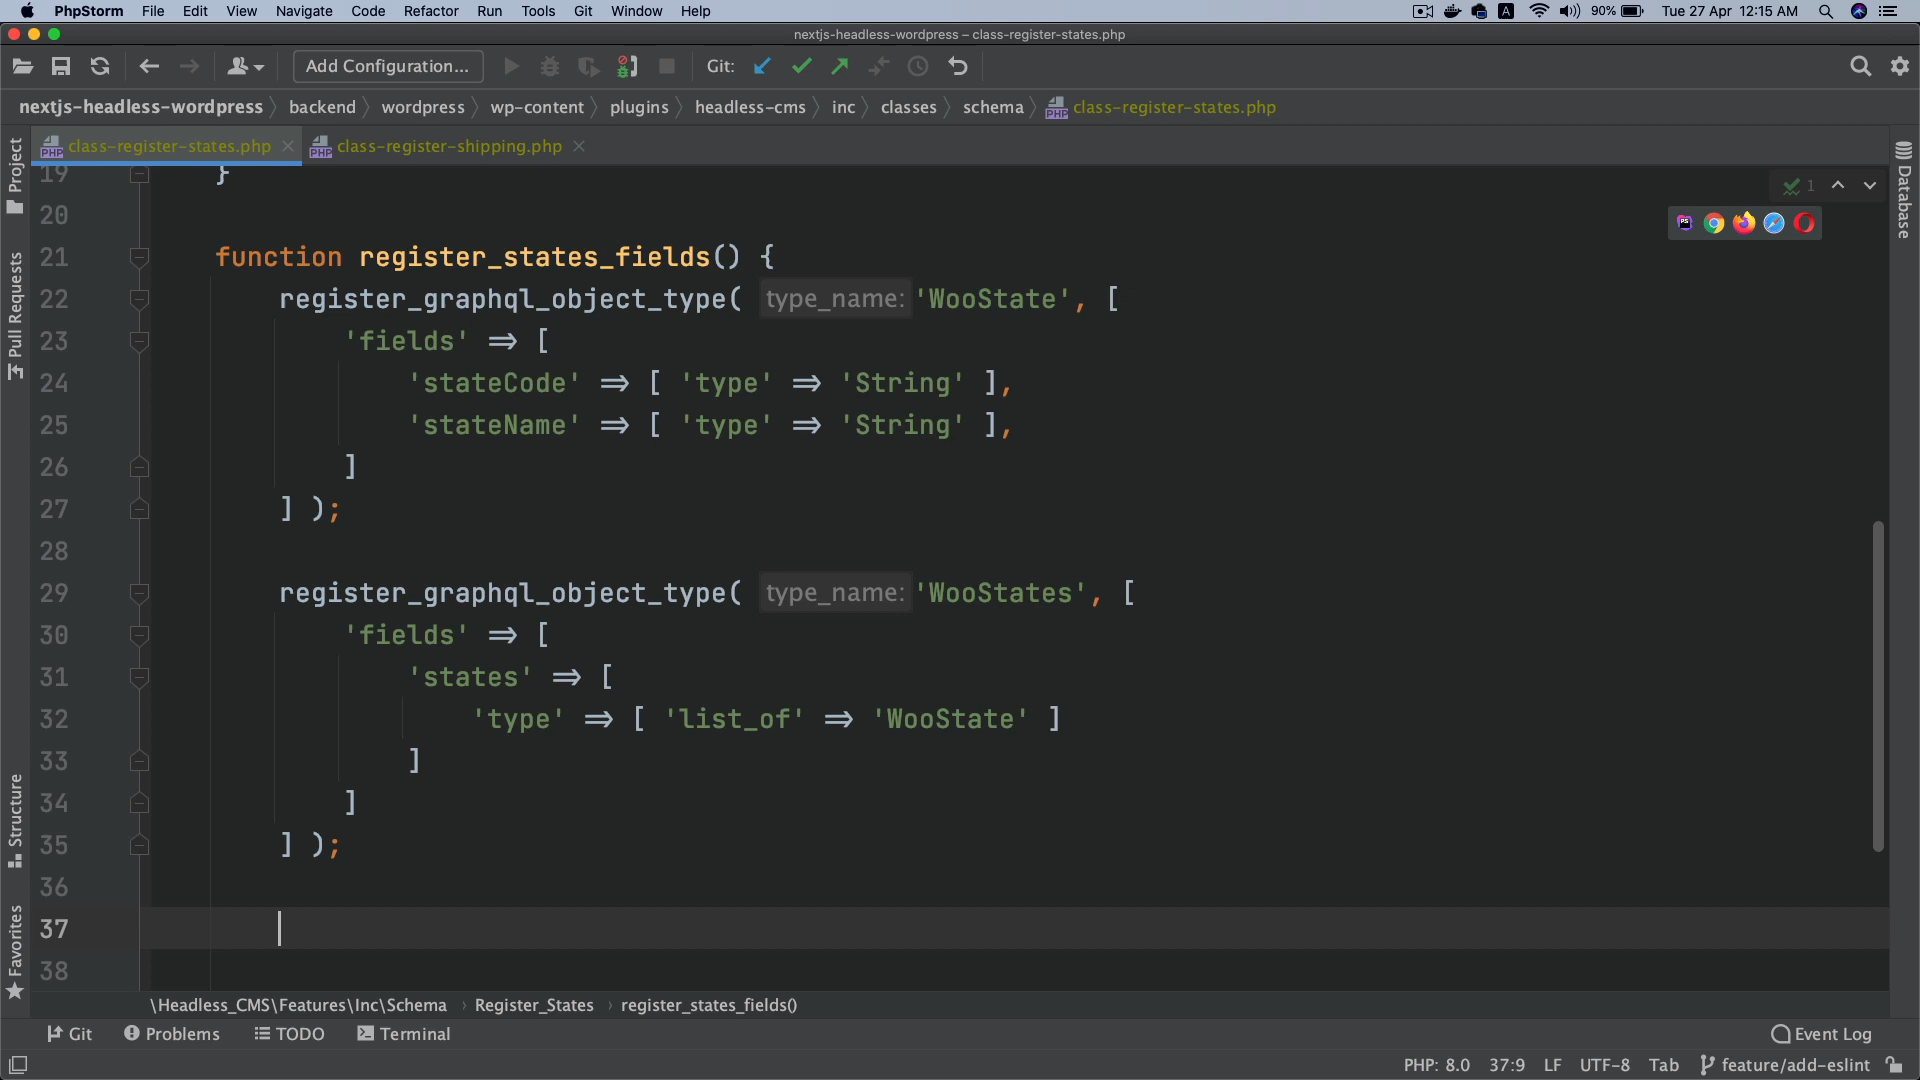 PhpStorm File Edit View Navigate Code Refactor Run Tools Git Window Help A 90% Tue 27 Apr 12:15 AM
nextjs-headless-wordpress – class-register-states.php
Add Configuration... Git:
nextjs-headless-wordpress backend wordpress wp-content plugins headless-cms inc classes schema PHP class-register-states.php
PHP class-register-states.php PHP class-register-shipping.php
Project
Pull Requests
Structure
Favorites
Database
1
PS
19 }
20
21 function register_states_fields() {
22 register_graphql_object_type( type_name: 'WooState', [
23 'fields' => [
24 'stateCode' => [ 'type' => 'String' ],
25 'stateName' => [ 'type' => 'String' ],
26 ]
27 ] );
28
29 register_graphql_object_type( type_name: 'WooStates', [
30 'fields' => [
31 'states' => [
32 'type' => [ 'list_of' => 'WooState' ]
33 ]
34 ]
35 ] );
36
37
38
\Headless_CMS\Features\Inc\Schema › Register_States › register_states_fields()
Git Problems TODO Terminal Event Log
PHP: 8.0 37:9 LF UTF-8 Tab feature/add-eslint